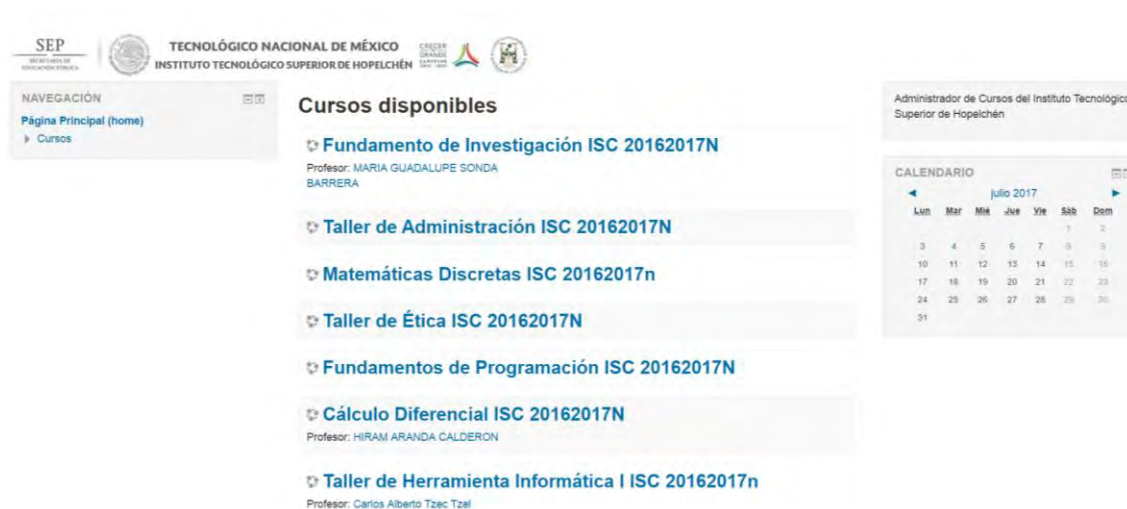 SEP
SECRETARÍA DE
EDUCACIÓN PÚBLICA
TECNOLÓGICO NACIONAL DE MÉXICO
INSTITUTO TECNOLÓGICO SUPERIOR DE HOPELCHÉN
CRECER
GRANDE
NAVEGACIÓN
Página Principal (home)
Cursos
Cursos disponibles
Fundamento de Investigación ISC 20162017N
Profesor: MARIA GUADALUPE SONDA
BARRERA
Taller de Administración ISC 20162017N
Matemáticas Discretas ISC 20162017n
Taller de Ética ISC 20162017N
Fundamentos de Programación ISC 20162017N
Cálculo Diferencial ISC 20162017N
Profesor: HIRAM ARANDA CALDERON
Taller de Herramienta Informática I ISC 20162017n
Profesor: Carlos Alberto Tzec Tzel
Administrador de Cursos del Instituto Tecnológico
Superior de Hopelchén
CALENDARIO
julio 2017
Lun Mar Mié Jue Vie Sáb Dom
1 2
3 4 5 6 7 8 9
10 11 12 13 14 15 16
17 18 19 20 21 22 23
24 25 26 27 28 29 30
31